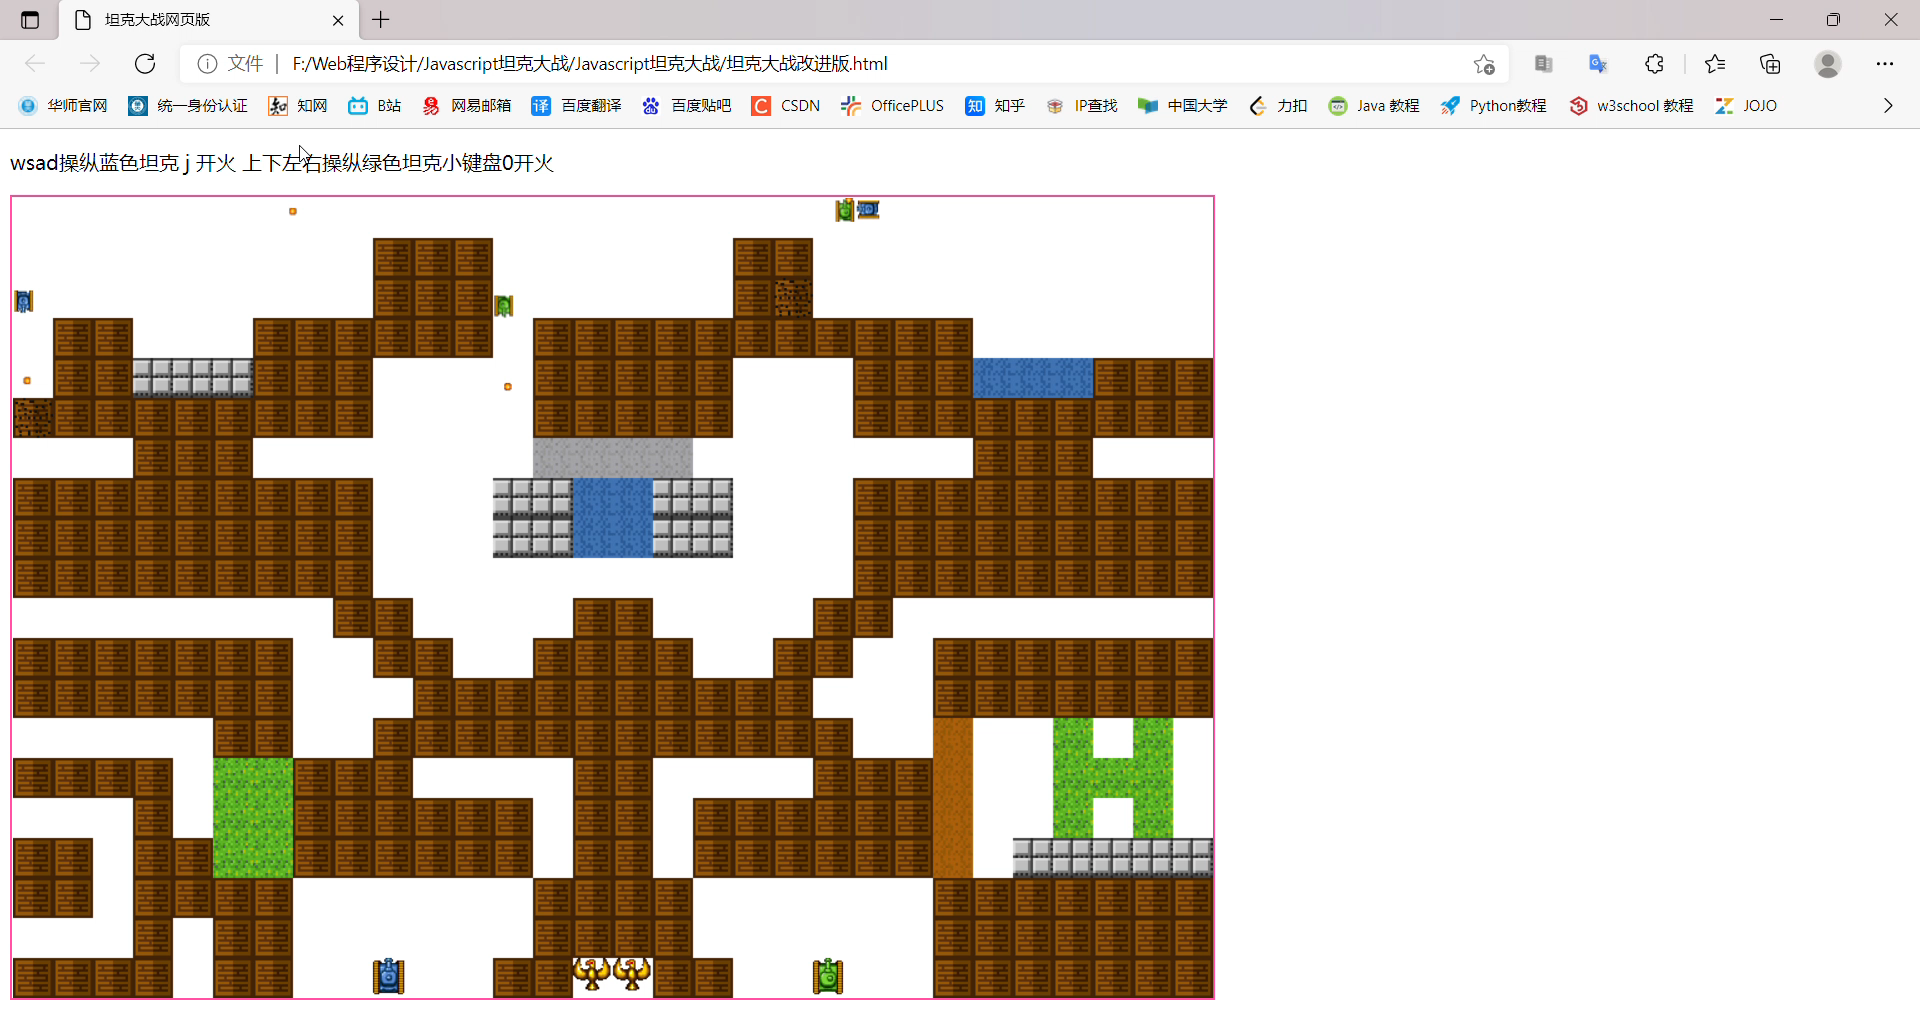 坦克大战网页版
文件 F:/Web程序设计/Javascript坦克大战/Javascript坦克大战/坦克大战改进版.html
华师官网 统一身份认证 知网 B站 网易邮箱 百度翻译 百度贴吧 CSDN OfficePLUS 知乎 IP查找 中国大学 力扣 Java 教程 Python教程 w3school 教程 JOJO
wsad操纵蓝色坦克 j 开火 上下左右操纵绿色坦克小键盘0开火